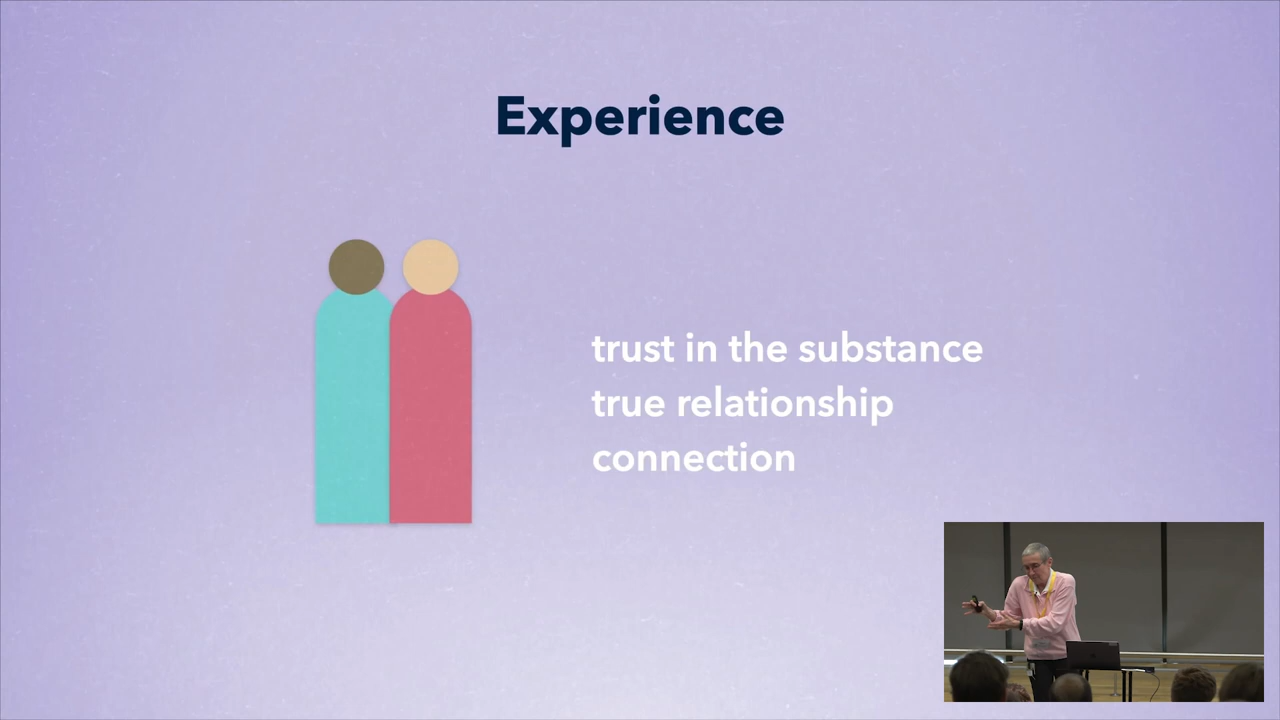 Experience
trust in the substance
true relationship
connection